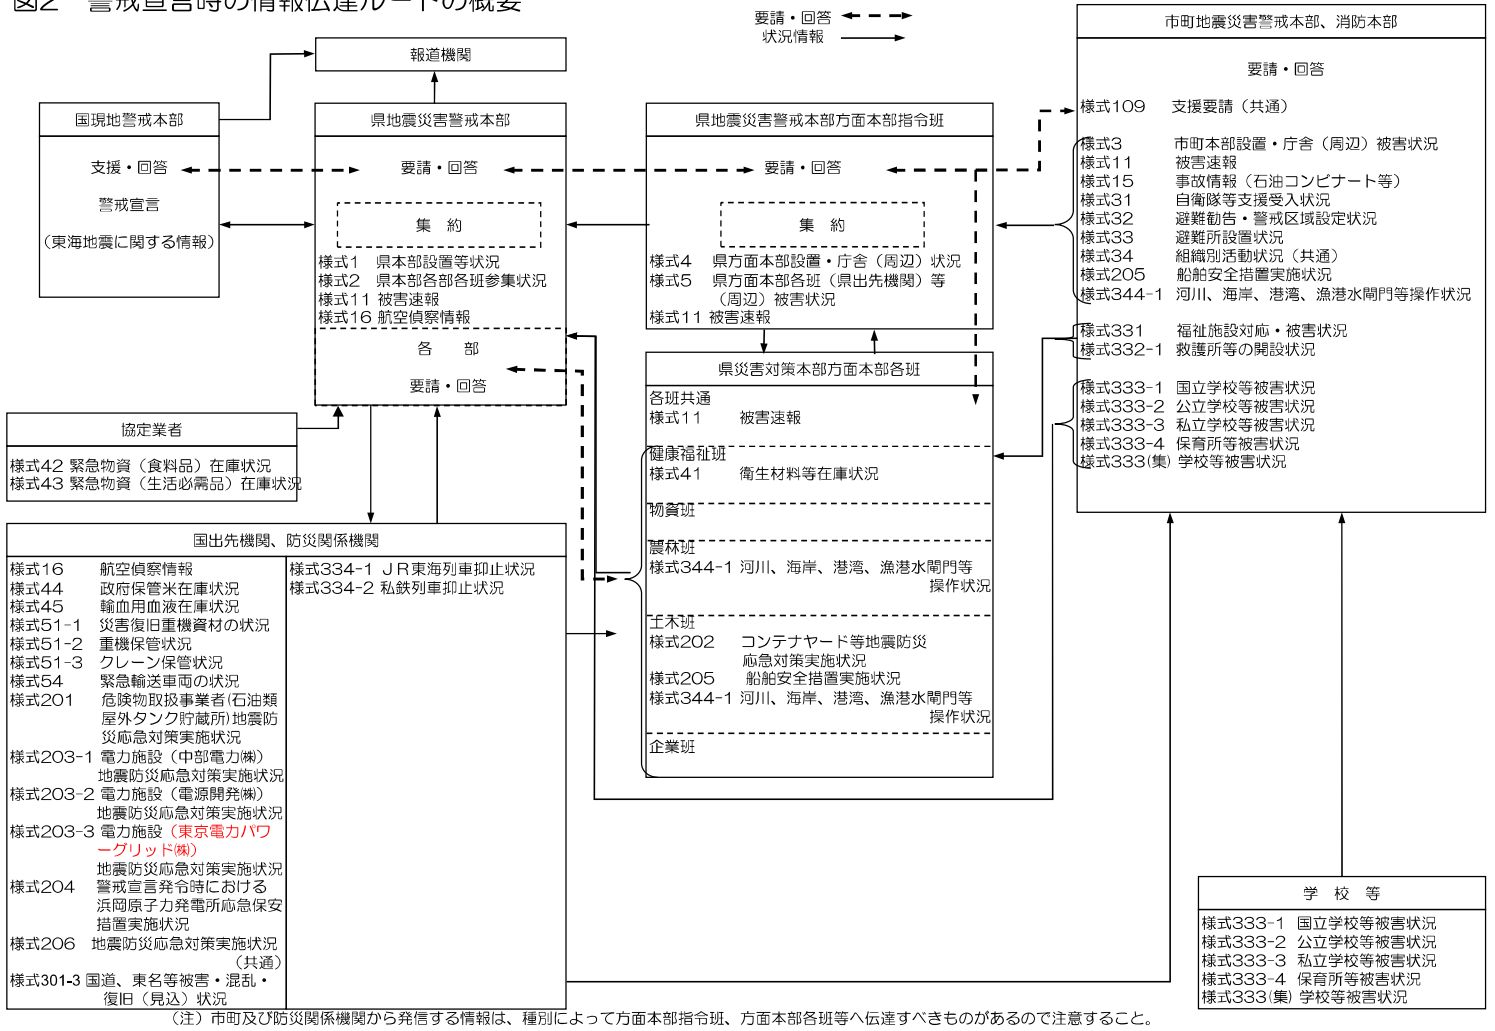 図2　警戒宣言時の情報伝達ルートの概要
要請・回答
状況情報
報道機関
国現地警戒本部
支援・回答
警戒宣言
（東海地震に関する情報）
県地震災害警戒本部
要請・回答
集　約
様式1　県本部設置等状況
様式2　県本部各部各班参集状況
様式11 被害速報
様式16 航空偵察情報
各　　部
要請・回答
県地震災害警戒本部方面本部指令班
要請・回答
集　約
様式4　県方面本部設置・庁舎（周辺）状況
様式5　県方面本部各班（県出先機関）等
（周辺）被害状況
様式11 被害速報
県災害対策本部方面本部各班
各班共通
様式11　被害速報
健康福祉班
様式41　衛生材料等在庫状況
物資班
農林班
様式344-1 河川、海岸、港湾、漁港水閘門等
操作状況
土木班
様式202　コンテナヤード等地震防災
応急対策実施状況
様式205　船舶安全措置実施状況
様式344-1 河川、海岸、港湾、漁港水閘門等
操作状況
企業班
市町地震災害警戒本部、消防本部
要請・回答
様式109　支援要請（共通）
様式3　市町本部設置・庁舎（周辺）被害状況
様式11　被害速報
様式15　事故情報（石油コンビナート等）
様式31　自衛隊等支援受入状況
様式32　避難勧告・警戒区域設定状況
様式33　避難所設置状況
様式34　組織別活動状況（共通）
様式205　船舶安全措置実施状況
様式344-1　河川、海岸、港湾、漁港水閘門等操作状況
様式331　福祉施設対応・被害状況
様式332-1　救護所等の開設状況
様式333-1　国立学校等被害状況
様式333-2　公立学校等被害状況
様式333-3　私立学校等被害状況
様式333-4　保育所等被害状況
様式333(集) 学校等被害状況
協定業者
様式42 緊急物資（食料品）在庫状況
様式43 緊急物資（生活必需品）在庫状況
国出先機関、防災関係機関
様式16　航空偵察情報
様式44　政府保管米在庫状況
様式45　輸血用血液在庫状況
様式51-1　災害復旧重機資材の状況
様式51-2　重機保管状況
様式51-3　クレーン保管状況
様式54　緊急輸送車両の状況
様式201　危険物取扱事業者(石油類
屋外タンク貯蔵所)地震防
災応急対策実施状況
様式203-1 電力施設（中部電力㈱）
地震防災応急対策実施状況
様式203-2 電力施設（電源開発㈱）
地震防災応急対策実施状況
様式203-3 電力施設（東京電力パワ
ーグリッド㈱）
地震防災応急対策実施状況
様式204　警戒宣言発令時における
浜岡原子力発電所応急保安
措置実施状況
様式206　地震防災応急対策実施状況
（共通）
様式301-3 国道、東名等被害・混乱・
復旧（見込）状況
様式334-1 ＪＲ東海列車抑止状況
様式334-2 私鉄列車抑止状況
学　校　等
様式333-1　国立学校等被害状況
様式333-2　公立学校等被害状況
様式333-3　私立学校等被害状況
様式333-4　保育所等被害状況
様式333(集) 学校等被害状況
（注）市町及び防災関係機関から発信する情報は、種別によって方面本部指令班、方面本部各班等へ伝達すべきものがあるので注意すること。